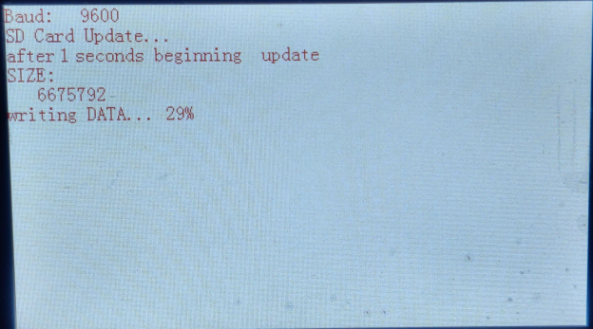 Baud:   9600
SD Card Update...
after 1 seconds beginning  update
SIZE:
6675792
writing DATA... 29%